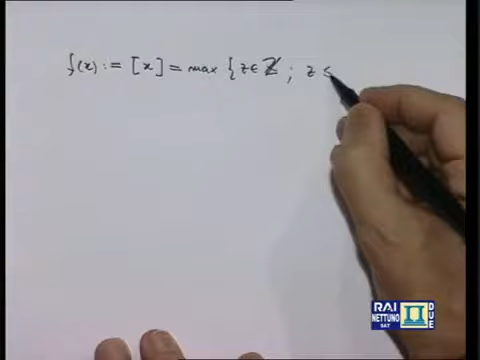 f(x) := [x] = max { z ∈ ℤ ; z ≤
RAI
NETTUNO
SAT
DUE